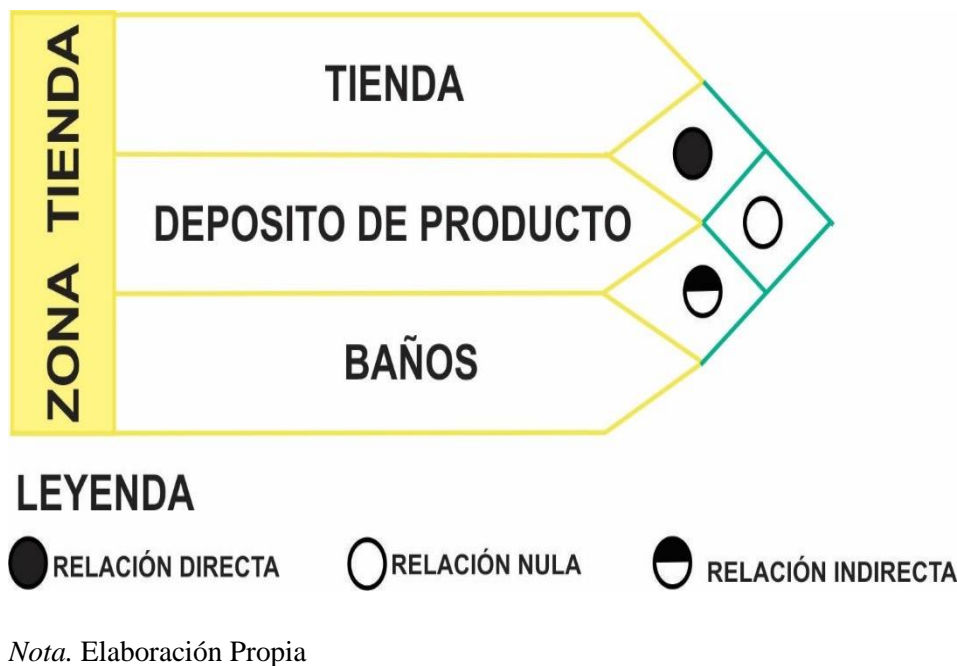 ZONA TIENDA
TIENDA
DEPOSITO DE PRODUCTO
BAÑOS
LEYENDA
RELACIÓN DIRECTA RELACIÓN NULA RELACIÓN INDIRECTA
Nota. Elaboración Propia